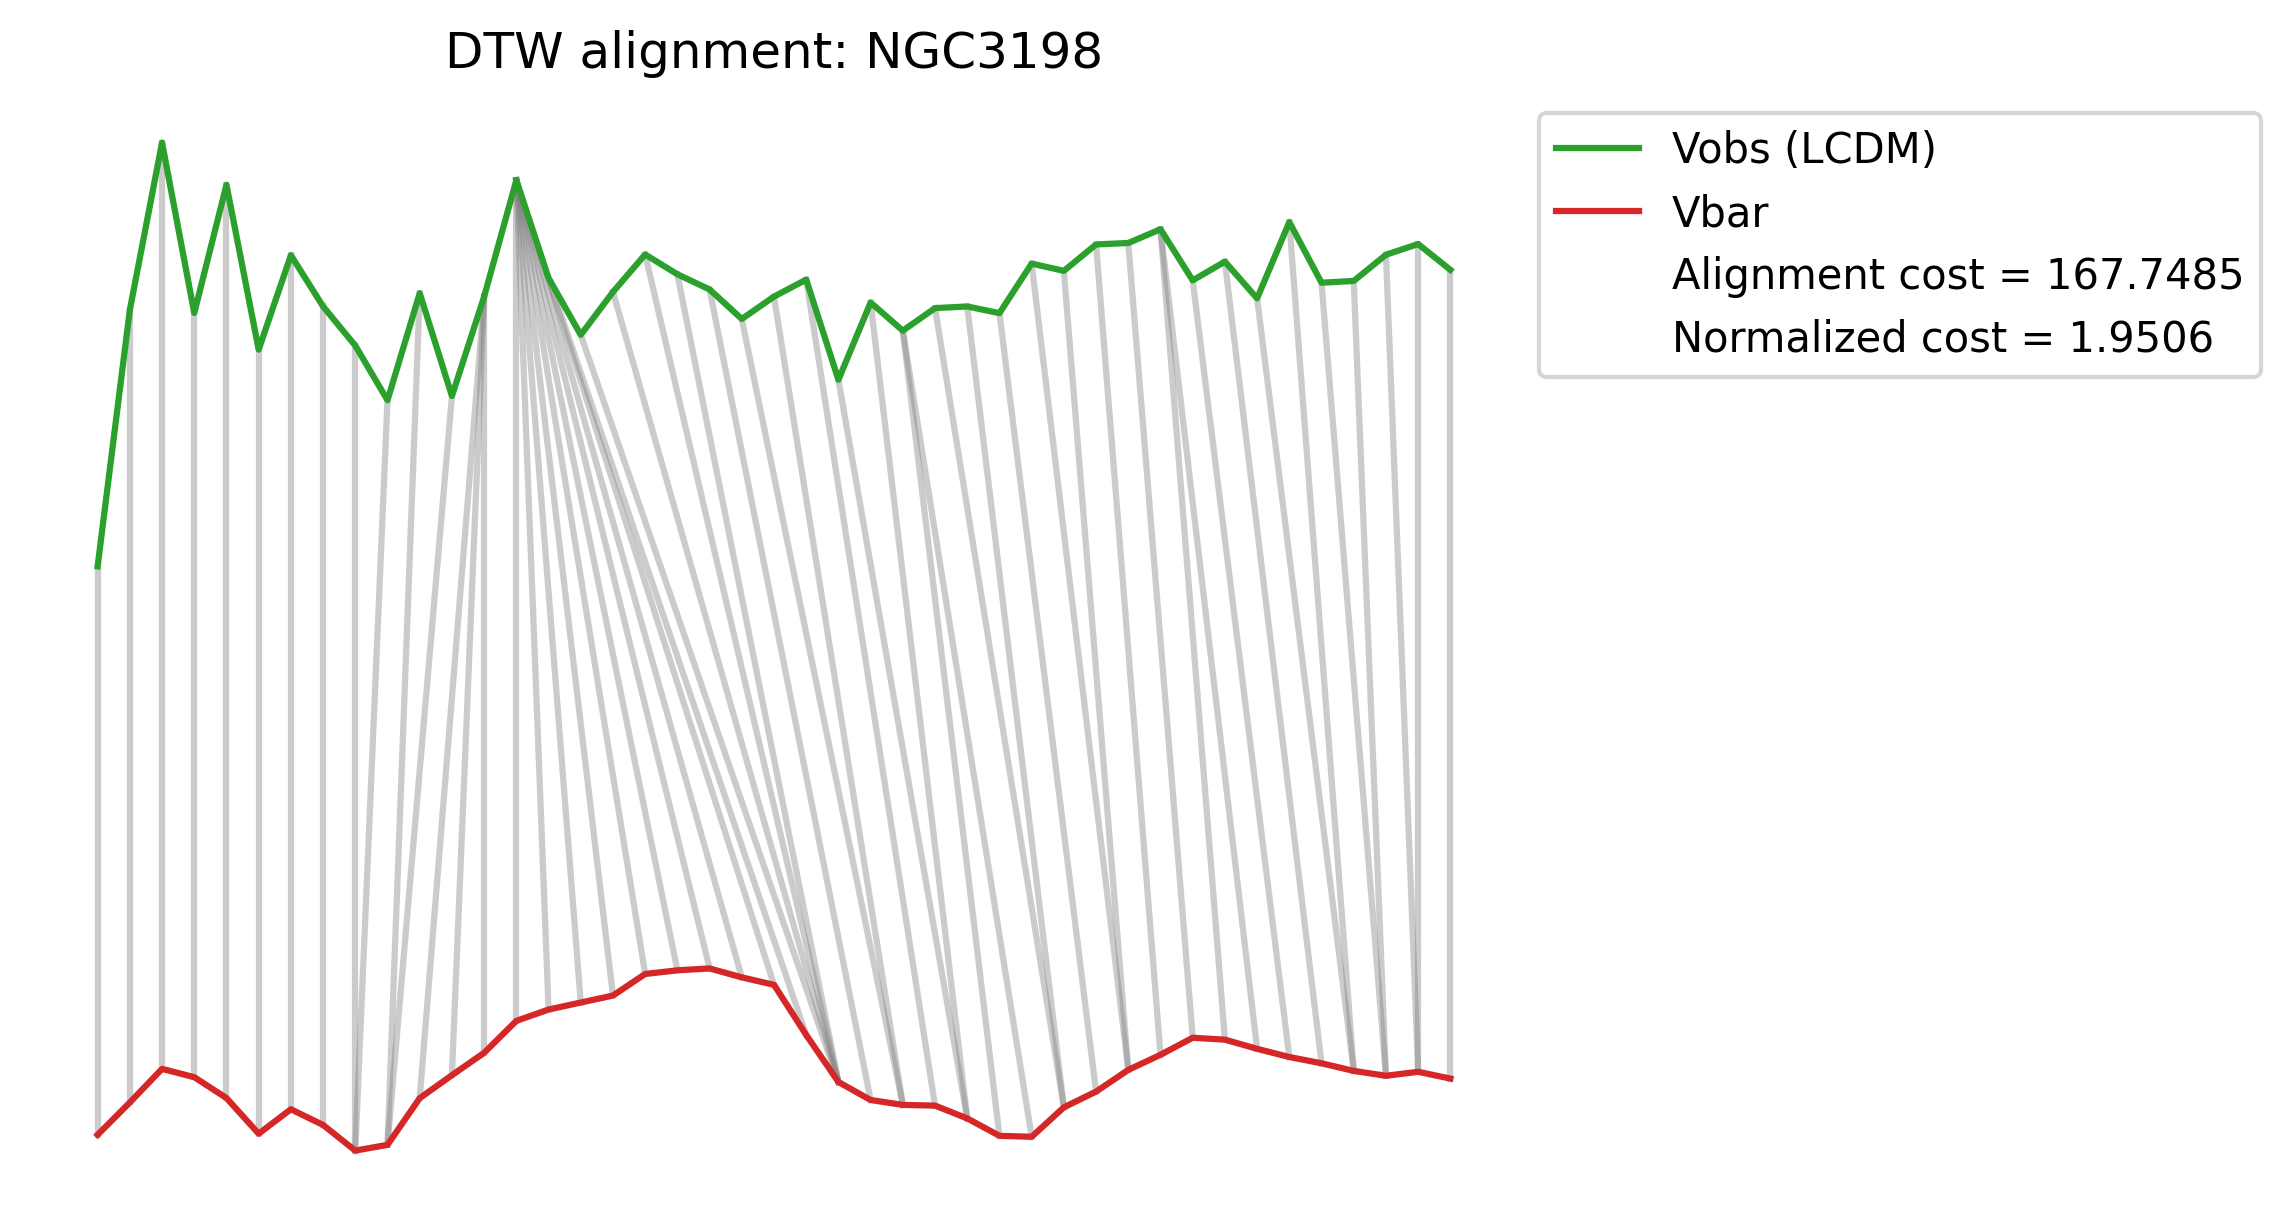 DTW alignment: NGC3198
Vobs (LCDM)
Vbar
Alignment cost = 167.7485
Normalized cost = 1.9506